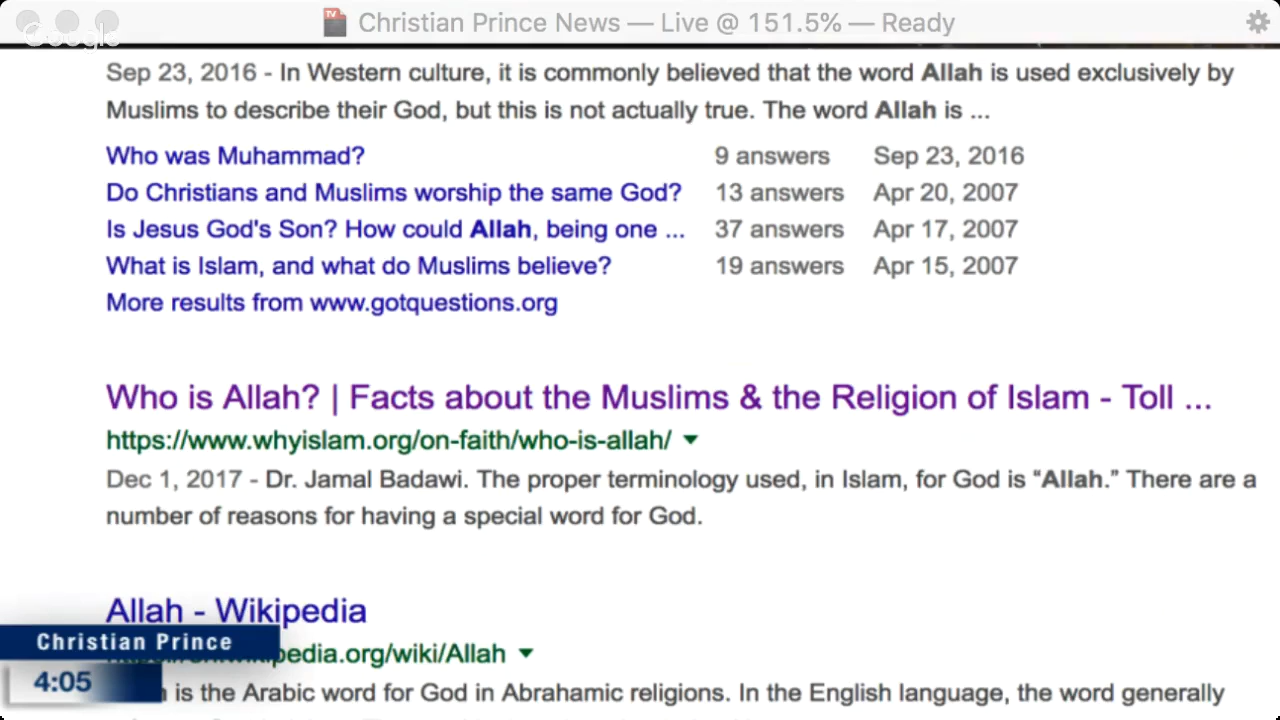 Christian Prince News — Live @ 151.5% — Ready
Google
Sep 23, 2016 - In Western culture, it is commonly believed that the word Allah is used exclusively by
Muslims to describe their God, but this is not actually true. The word Allah is ...
Who was Muhammad? 9 answers Sep 23, 2016
Do Christians and Muslims worship the same God? 13 answers Apr 20, 2007
Is Jesus God's Son? How could Allah, being one ... 37 answers Apr 17, 2007
What is Islam, and what do Muslims believe? 19 answers Apr 15, 2007
More results from www.gotquestions.org
Who is Allah? | Facts about the Muslims & the Religion of Islam - Toll ...
https://www.whyislam.org/on-faith/who-is-allah/
Dec 1, 2017 - Dr. Jamal Badawi. The proper terminology used, in Islam, for God is “Allah.” There are a
number of reasons for having a special word for God.
Allah - Wikipedia
Christian Prince
pedia.org/wiki/Allah
4:05
is the Arabic word for God in Abrahamic religions. In the English language, the word generally